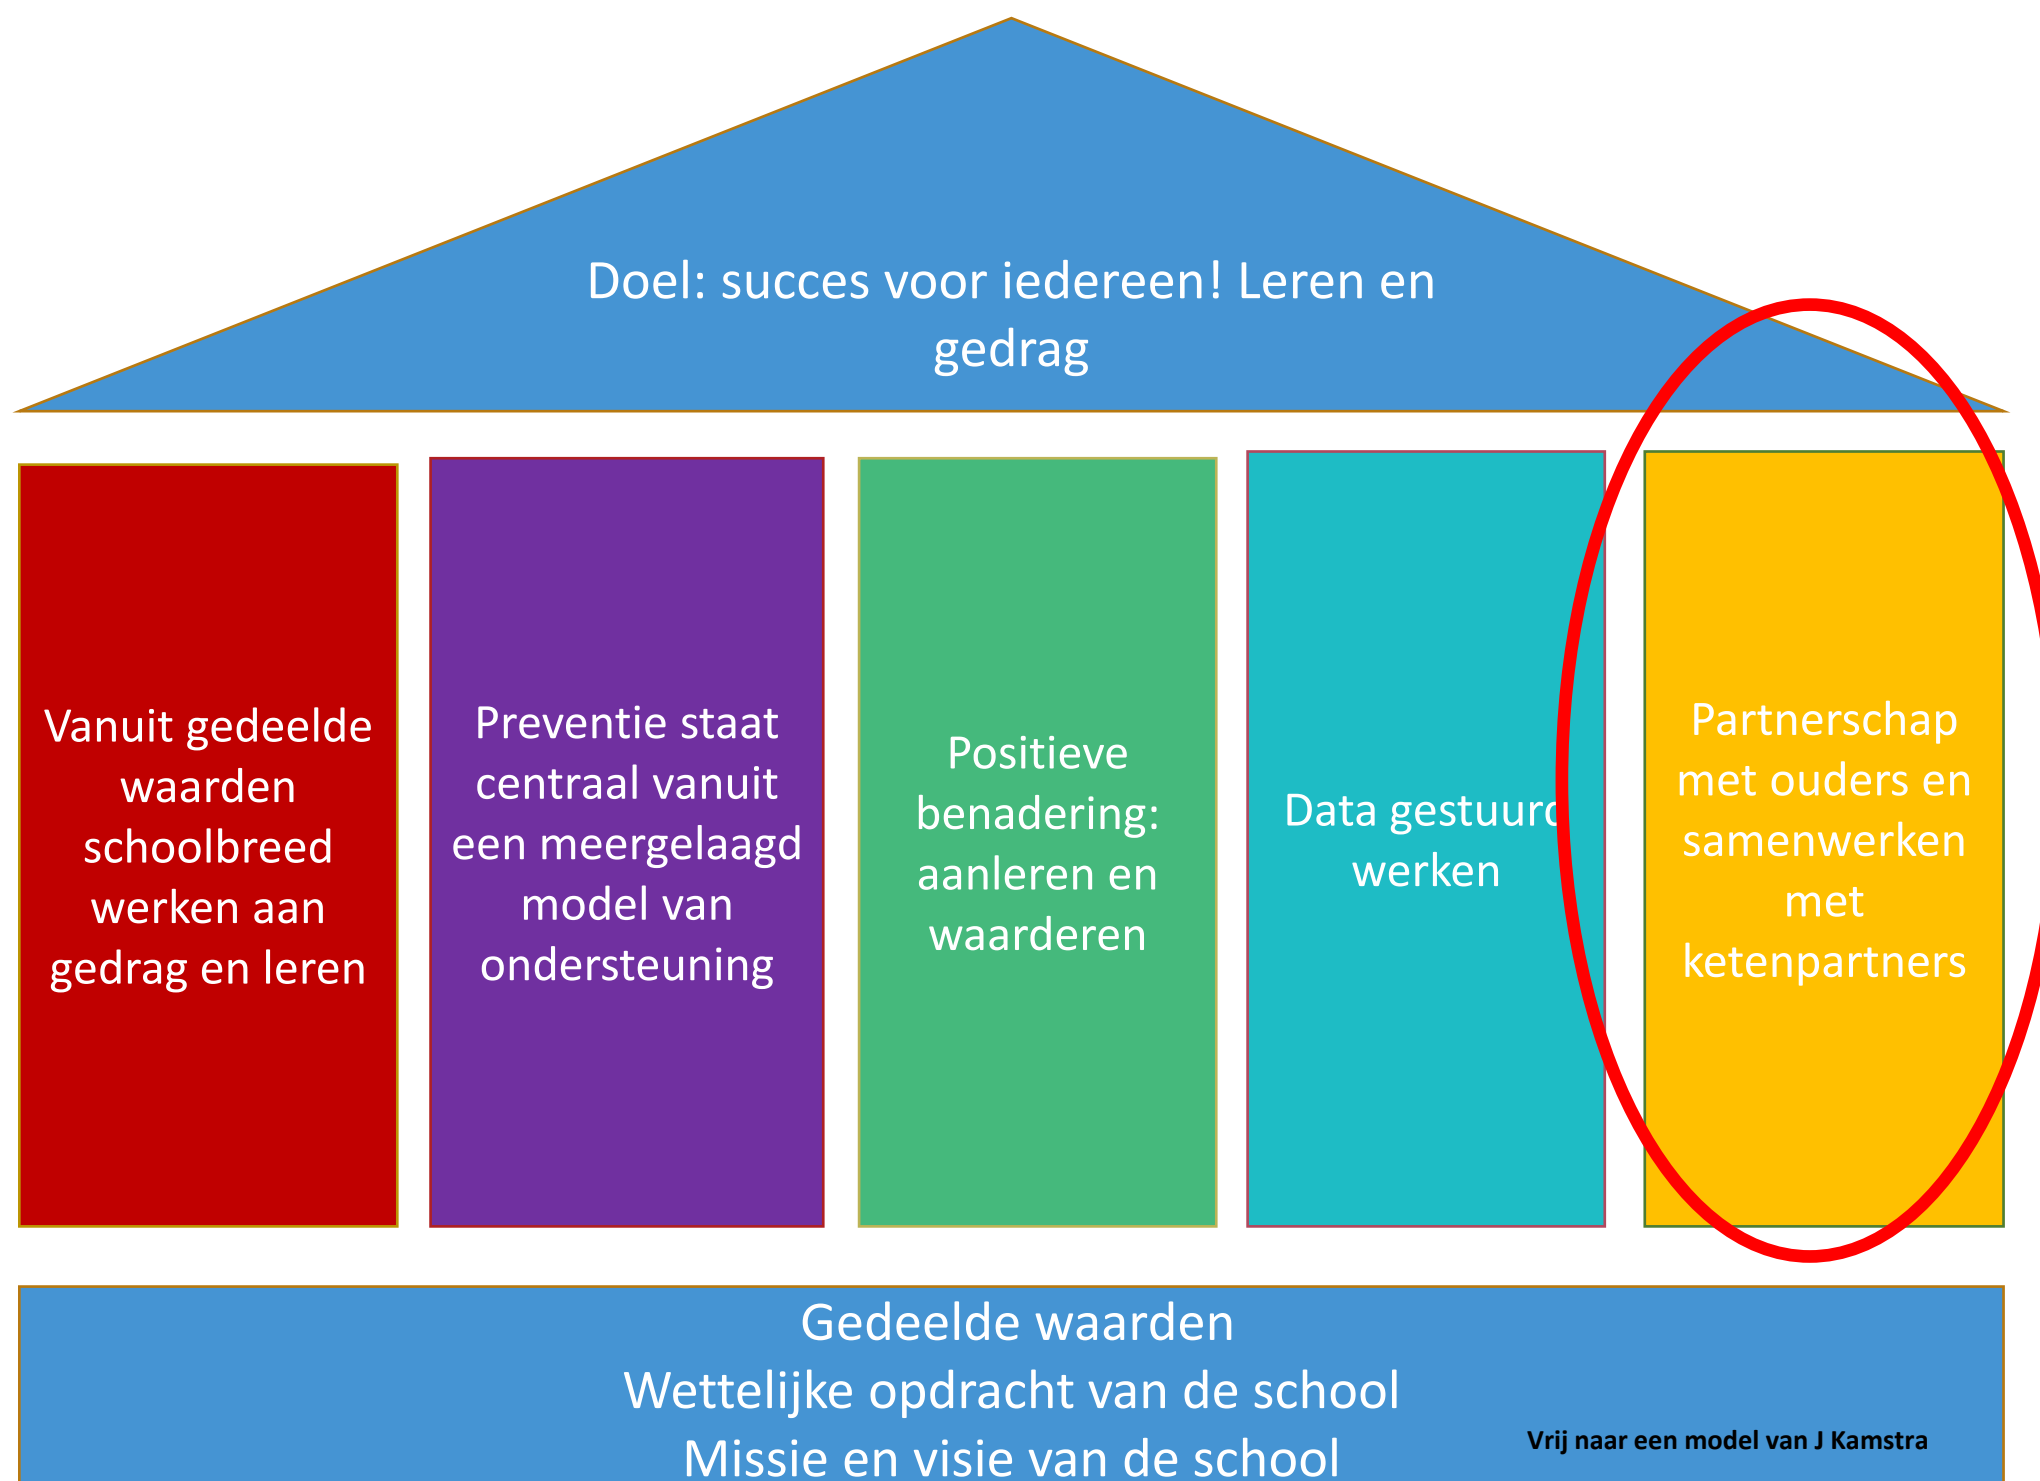 Doel: succes voor iedereen! Leren en
gedrag
Vanuit gedeelde
waarden
schoolbreed
werken aan
gedrag en leren
Preventie staat
centraal vanuit
een meergelaagd
model van
ondersteuning
Positieve
benadering:
aanleren en
waarderen
Data gestuurd
werken
Partnerschap
met ouders en
samenwerken
met
ketenpartners
Gedeelde waarden
Wettelijke opdracht van de school
Missie en visie van de school
Vrij naar een model van J Kamstra